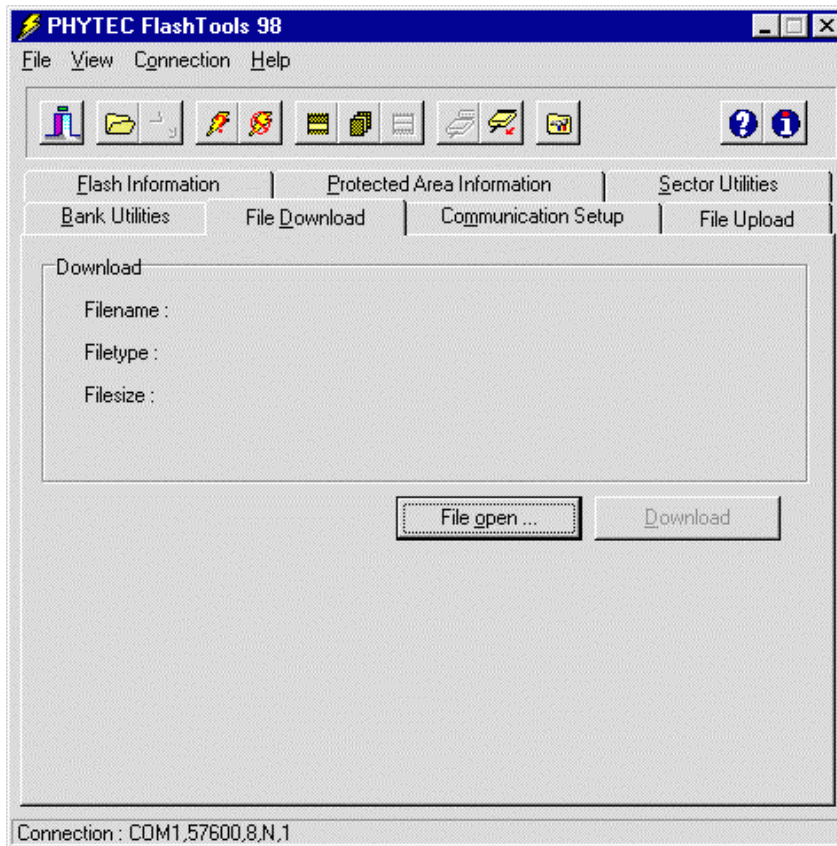 PHYTEC FlashTools 98
File View Connection Help
Flash Information Protected Area Information Sector Utilities
Bank Utilities File Download Communication Setup File Upload
Download
Filename :
Filetype :
Filesize :
File open ... Download
Connection : COM1,57600,8,N,1